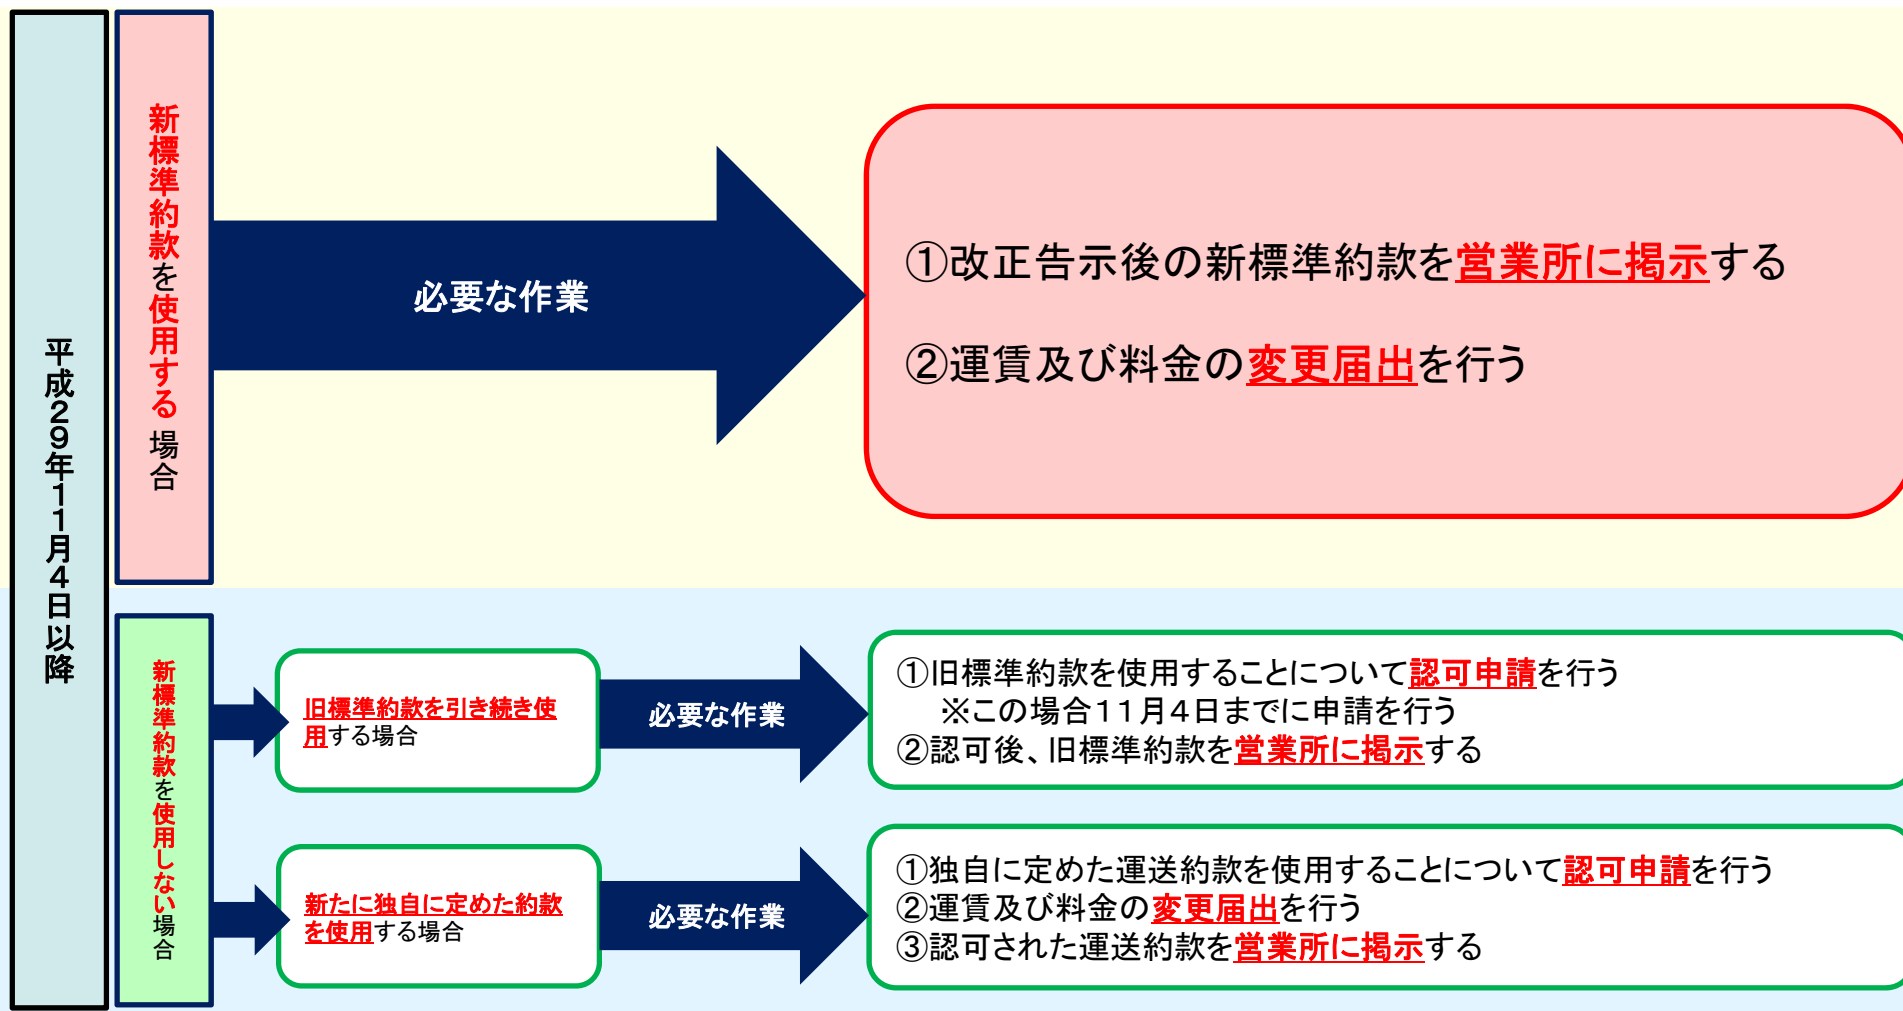 平成29年11月4日以降
新標準約款を使用する場合
必要な作業
①改正告示後の新標準約款を営業所に掲示する
②運賃及び料金の変更届出を行う
新標準約款を使用しない場合
旧標準約款を引き続き使
用する場合
必要な作業
①旧標準約款を使用することについて認可申請を行う
※この場合11月4日までに申請を行う
②認可後、旧標準約款を営業所に掲示する
新たに独自に定めた約款
を使用する場合
必要な作業
①独自に定めた運送約款を使用することについて認可申請を行う
②運賃及び料金の変更届出を行う
③認可された運送約款を営業所に掲示する